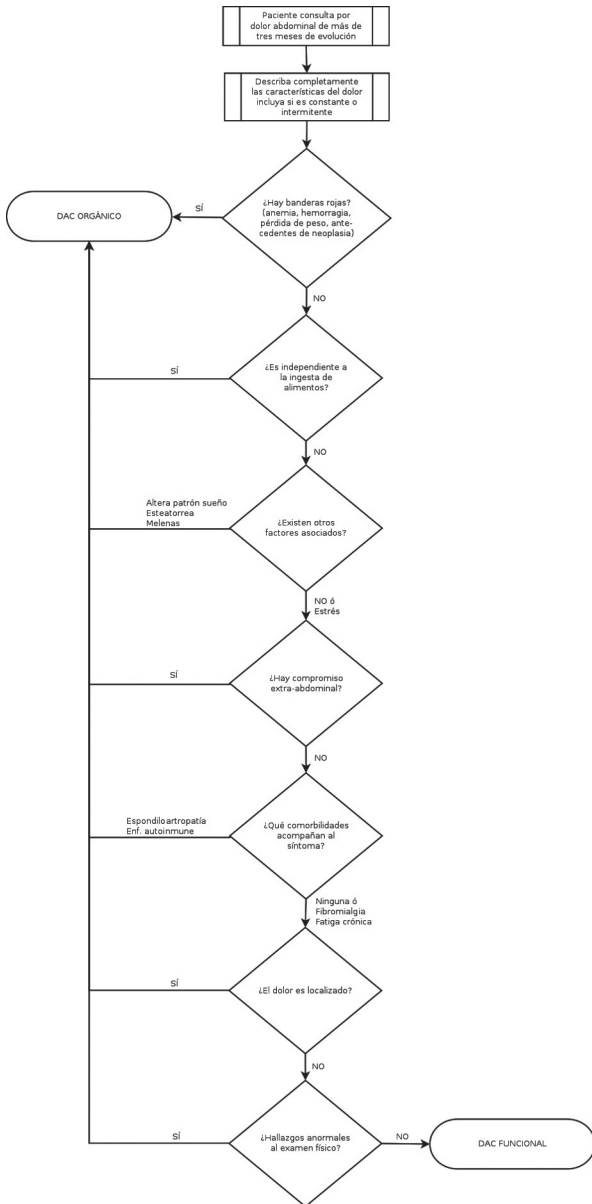 Paciente consulta por
dolor abdominal de más de
tres meses de evolución
Describa completamente
las características del dolor
incluya si es constante o
intermitente
¿Hay banderas rojas?
(anemia, hemorragia,
pérdida de peso, ante-
cedentes de neoplasia)
SÍ
DAC ORGÁNICO
NO
¿Es independiente a
la ingesta de
alimentos?
SÍ
NO
¿Existen otros
factores asociados?
Altera patrón sueño
Esteatorrea
Melenas
NO ó
Estrés
¿Hay compromiso
extra-abdominal?
SÍ
NO
¿Qué comorbilidades
acompañan al
síntoma?
Espondiloartropatía
Enf. autoinmune
Ninguna ó
Fibromialgia
Fatiga crónica
¿El dolor es localizado?
SÍ
NO
¿Hallazgos anormales
al examen físico?
SÍ
NO
DAC FUNCIONAL